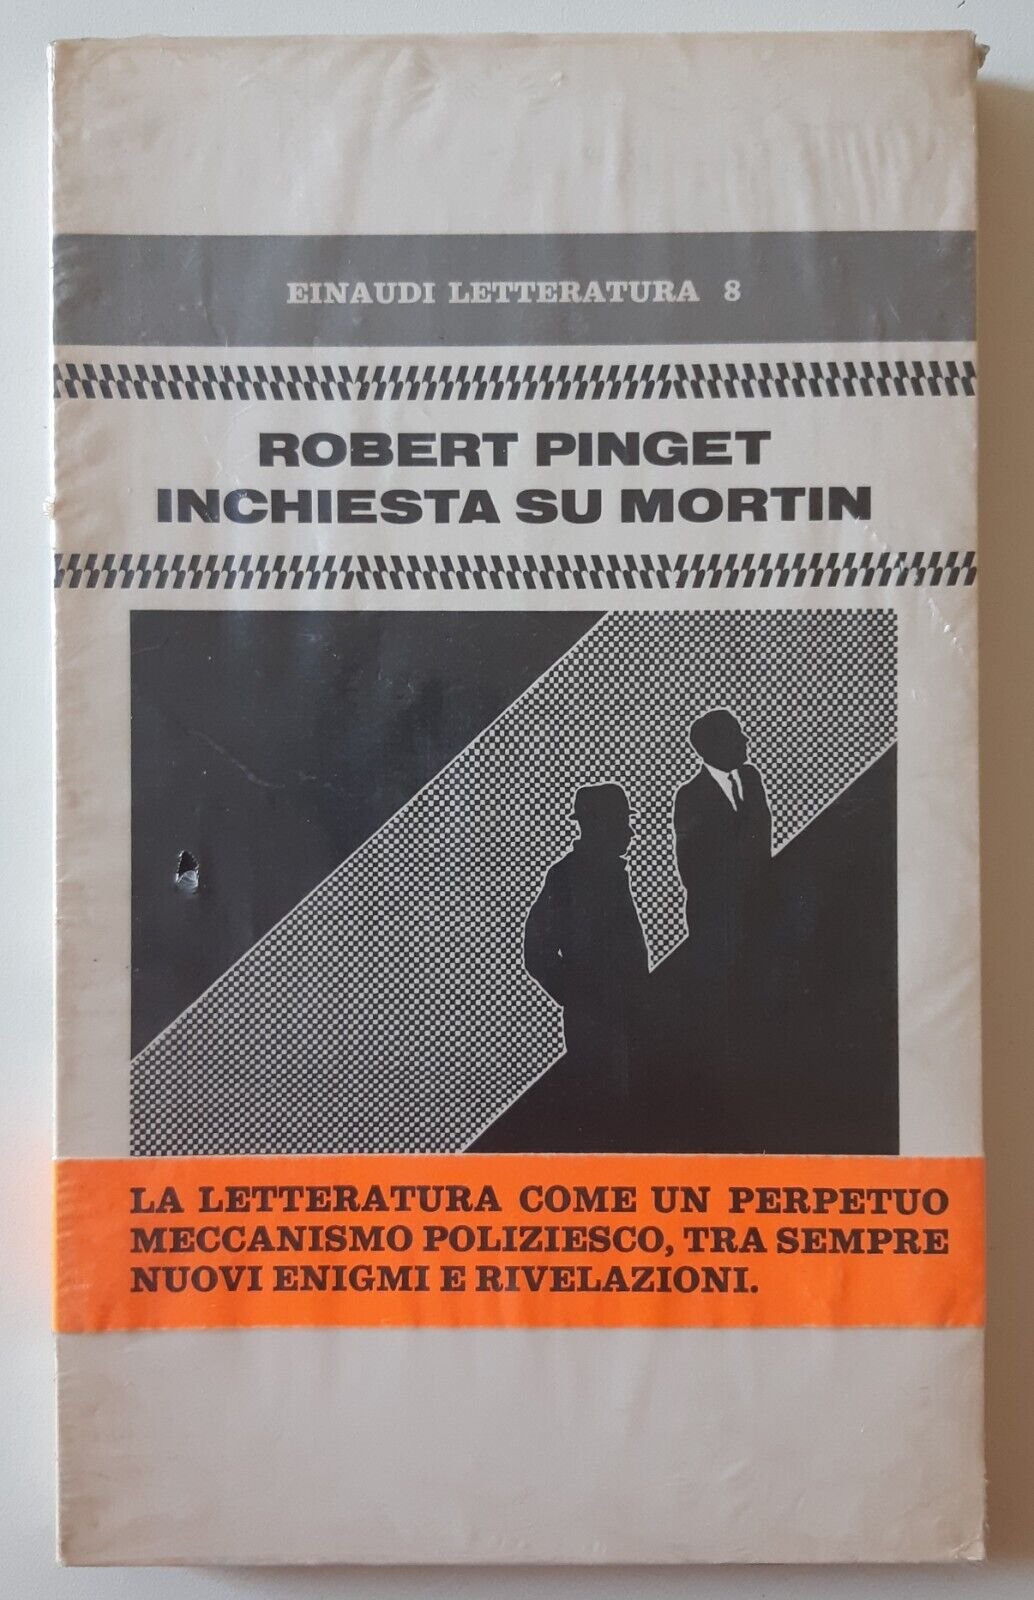 EINAUDI LETTERATURA 8
ROBERT PINGET
INCHIESTA SU MORTIN
LA LETTERATURA COME UN PERPETUO
MECCANISMO POLIZIESCO, TRA SEMPRE
NUOVI ENIGMI E RIVELAZIONI.